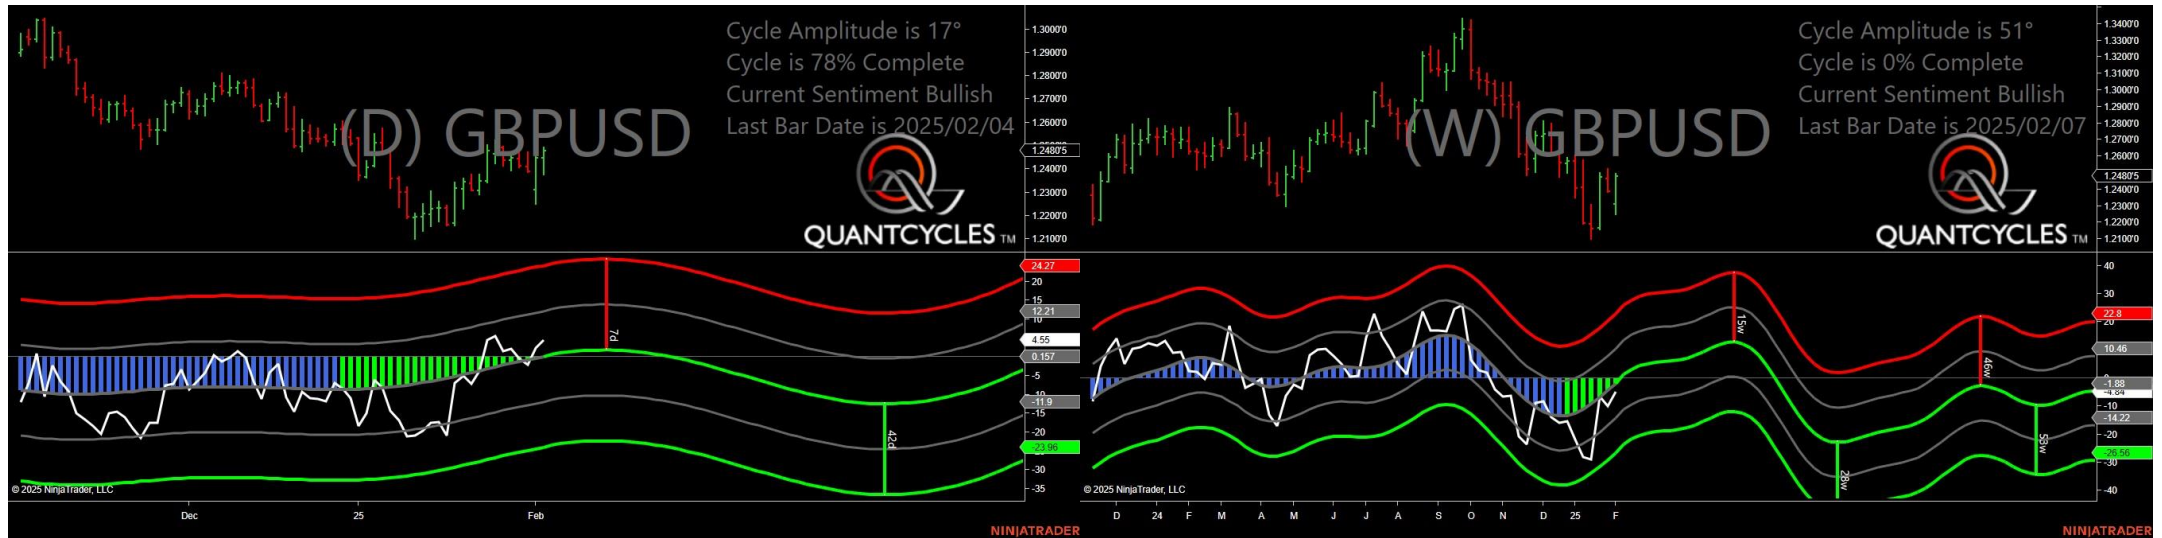 Cycle Amplitude is 17°
Cycle is 78% Complete
Current Sentiment Bullish
Last Bar Date is 2025/02/04
(D) GBPUSD
QUANTCYCLES TM
1.3000'0
1.2900'0
1.2800'0
1.2700'0
1.2600'0
1.2480'5
1.2400'0
1.2300'0
1.2200'0
1.2100'0
24.27
20
15
12.21
10
4.55
0.157
-5
-11.9
-15
-20
-23.96
-30
-35
7d
42d
© 2025 NinjaTrader, LLC
Dec
25
Feb
NINJATRADER
Cycle Amplitude is 51°
Cycle is 0% Complete
Current Sentiment Bullish
Last Bar Date is 2025/02/07
(W) GBPUSD
QUANTCYCLES TM
1.3400'0
1.3300'0
1.3200'0
1.3100'0
1.3000'0
1.2900'0
1.2800'0
1.2700'0
1.2600'0
1.2480'5
1.2400'0
1.2300'0
1.2200'0
1.2100'0
40
30
22.8
20
10.46
-1.88
-4.84
-10
-14.22
-20
-26.56
-30
-40
15w
28w
46w
© 2025 NinjaTrader, LLC
D
24
F
M
A
M
J
J
A
S
O
N
D
25
F
NINJATRADER